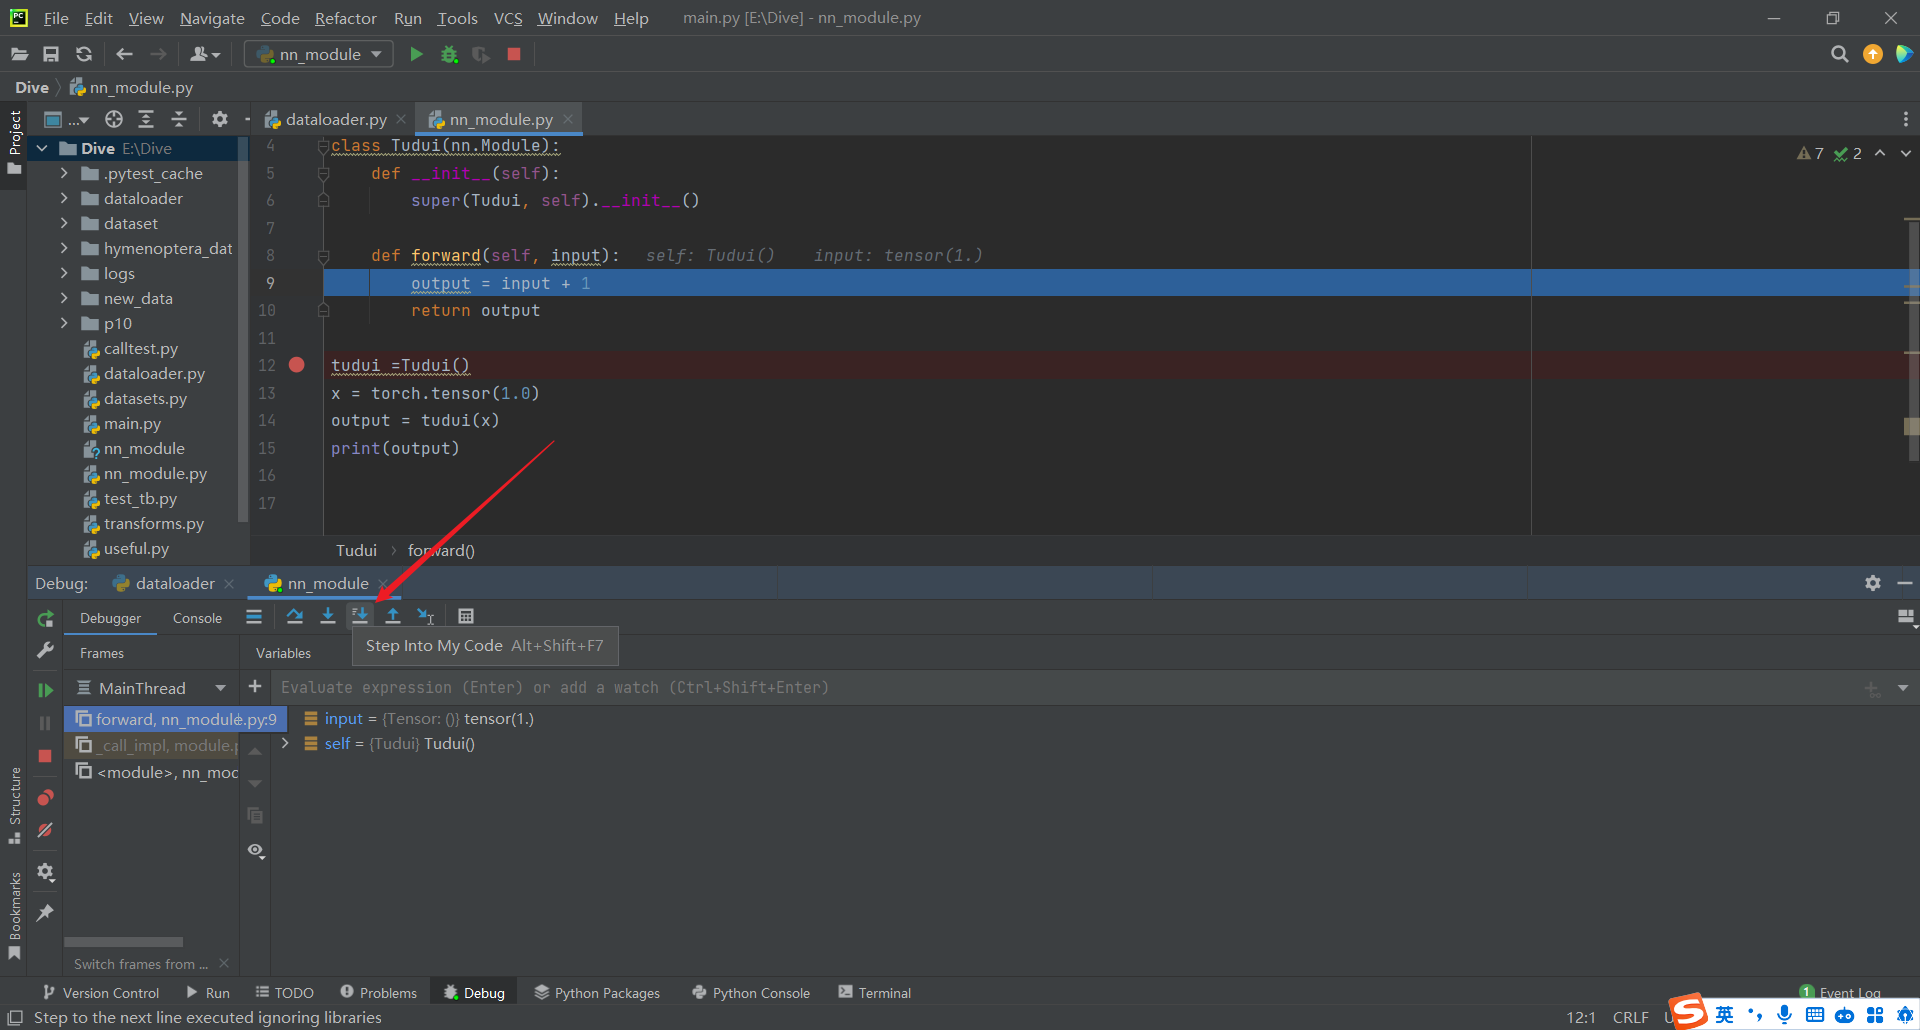 File Edit View Navigate Code Refactor Run Tools VCS Window Help main.py [E:\Dive] - nn_module.py
nn_module
Dive nn_module.py
Project
... dataloader.py nn_module.py
Dive E:\Dive
.pytest_cache
dataloader
dataset
hymenoptera_dat
logs
new_data
p10
calltest.py
dataloader.py
datasets.py
main.py
nn_module
nn_module.py
test_tb.py
transforms.py
useful.py
7 2
4 class Tudui(nn.Module):
5 def __init__(self):
6 super(Tudui, self).__init__()
7
8 def forward(self, input): self: Tudui() input: tensor(1.)
9 output = input + 1
10 return output
11
12 tudui =Tudui()
13 x = torch.tensor(1.0)
14 output = tudui(x)
15 print(output)
16
17
Tudui forward()
Debug: dataloader nn_module
Debugger Console
Step Into My Code Alt+Shift+F7
Frames Variables
MainThread Evaluate expression (Enter) or add a watch (Ctrl+Shift+Enter)
forward, nn_module.py:9
_call_impl, module.p
<module>, nn_moc
input = {Tensor: ()} tensor(1.)
self = {Tudui} Tudui()
Structure
Bookmarks
Switch frames from ...
Version Control Run TODO Problems Debug Python Packages Python Console Terminal 1 Event Log
Step to the next line executed ignoring libraries 12:1 CRLF U
英